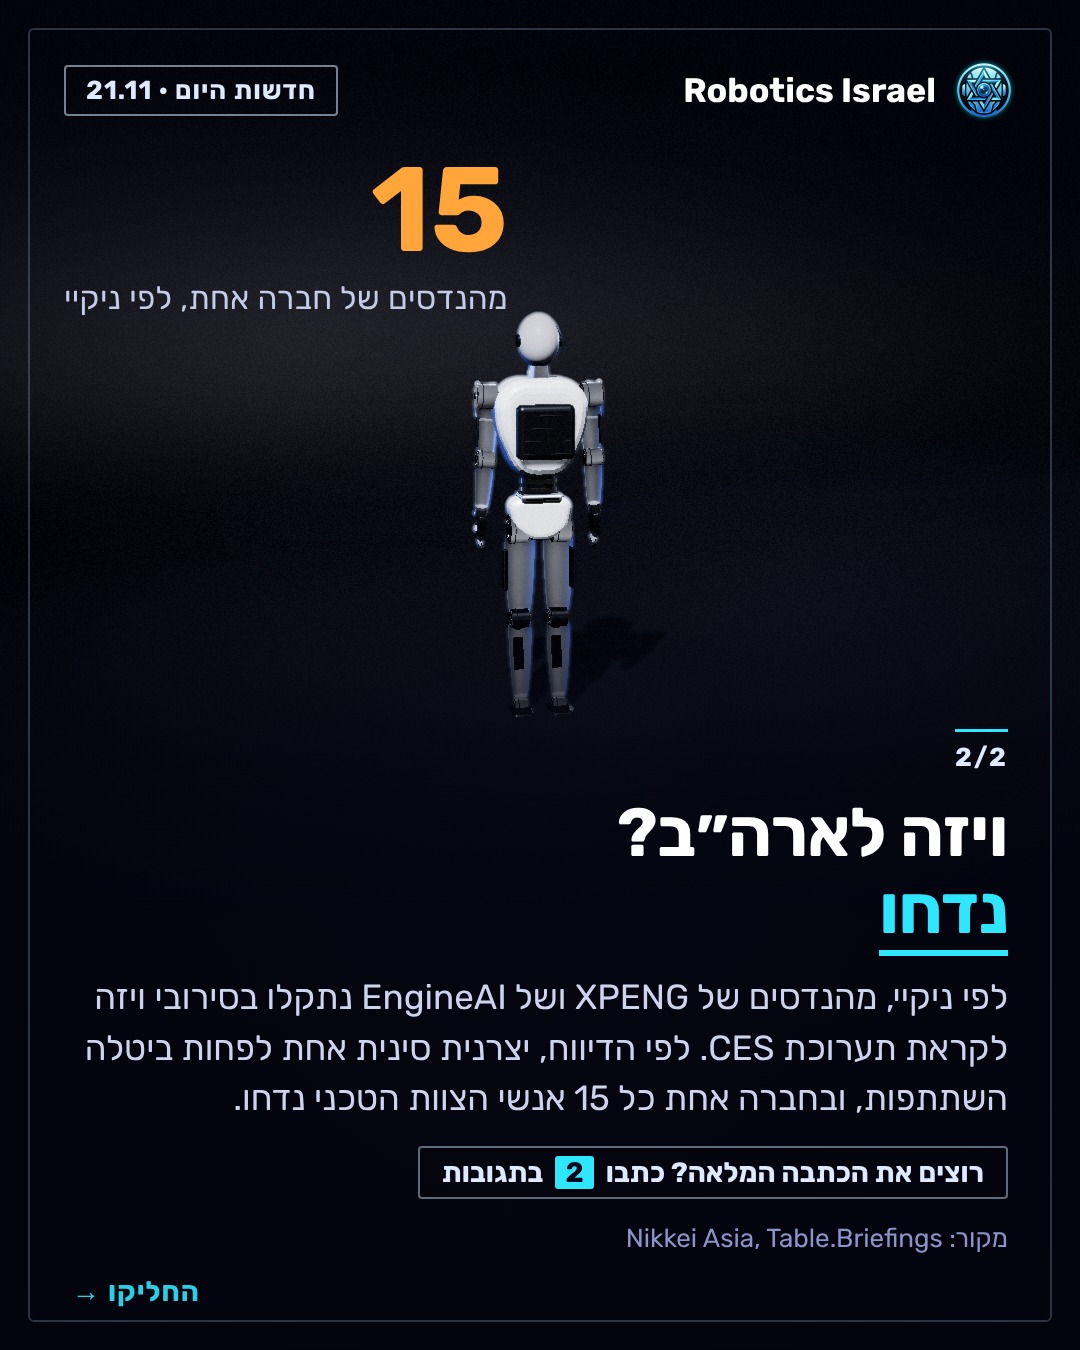 Robotics Israel
חדשות היום • 21.11
15
מהנדסים של חברה אחת, לפי ניקיי
2/2
ויזה לארה״ב?
נדחו
לפי ניקיי, מהנדסים של XPENG ושל EngineAI נתקלו בסירובי ויזה
לקראת תערוכת CES. לפי הדיווח, יצרנית סינית אחת לפחות ביטלה
השתתפות, ובחברה אחת כל 15 אנשי הצוות הטכני נדחו.
רוצים את הכתבה המלאה? כתבו 2 בתגובות
מקור: Nikkei Asia, Table.Briefings
החליקו →